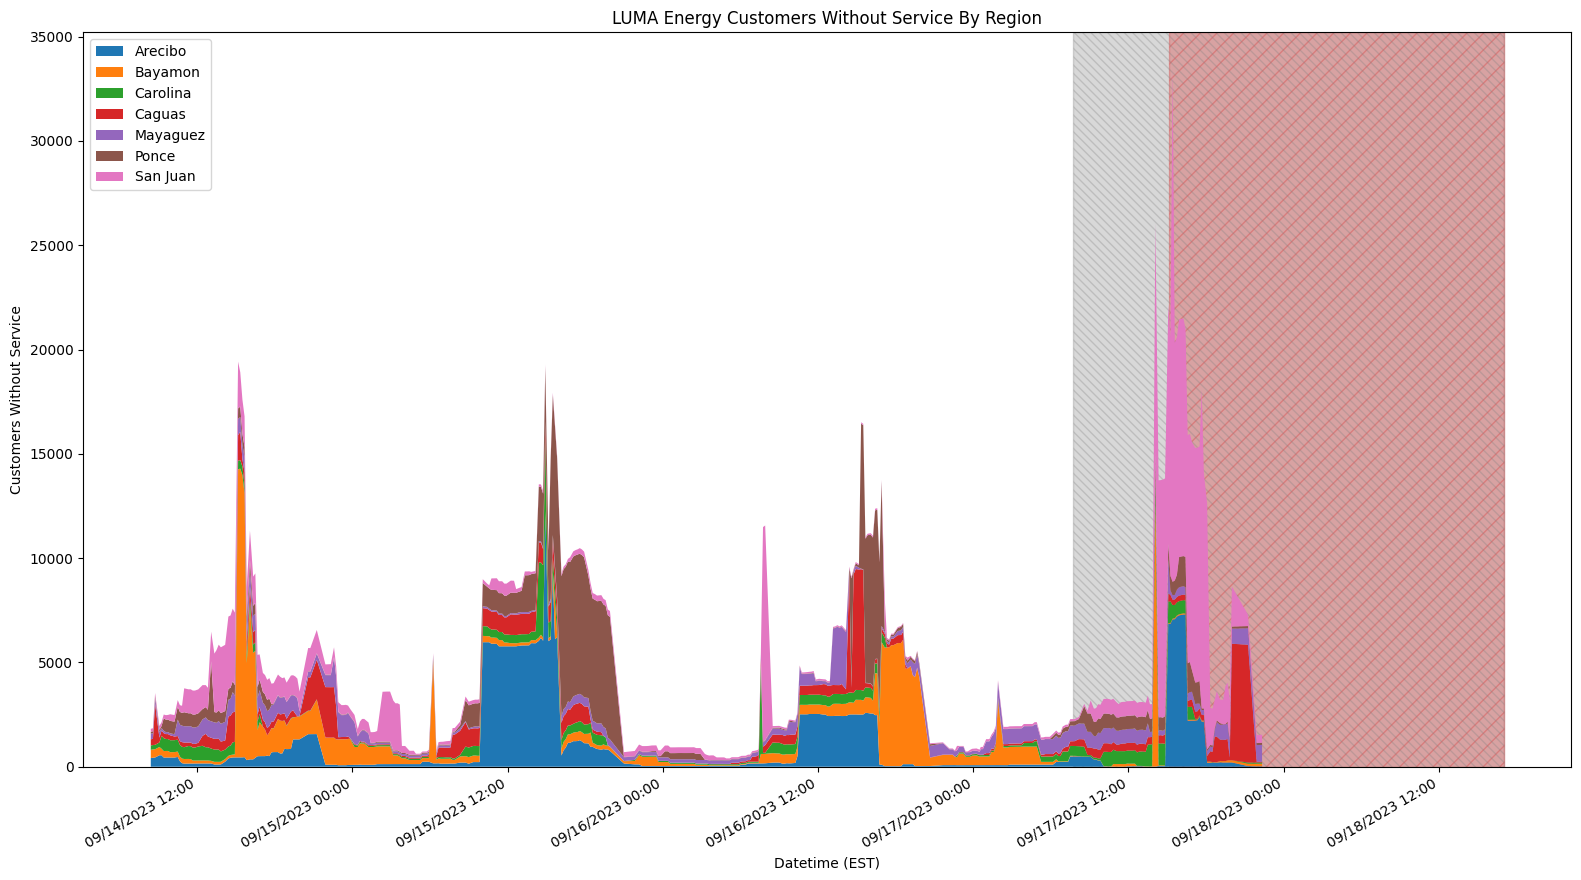 LUMA Energy Customers Without Service By Region
35000
30000
25000
20000
15000
10000
5000
0
Customers Without Service
Arecibo
Bayamon
Carolina
Caguas
Mayaguez
Ponce
San Juan
09/14/2023 12:00
09/15/2023 00:00
09/15/2023 12:00
09/16/2023 00:00
09/16/2023 12:00
09/17/2023 00:00
09/17/2023 12:00
09/18/2023 00:00
09/18/2023 12:00
Datetime (EST)